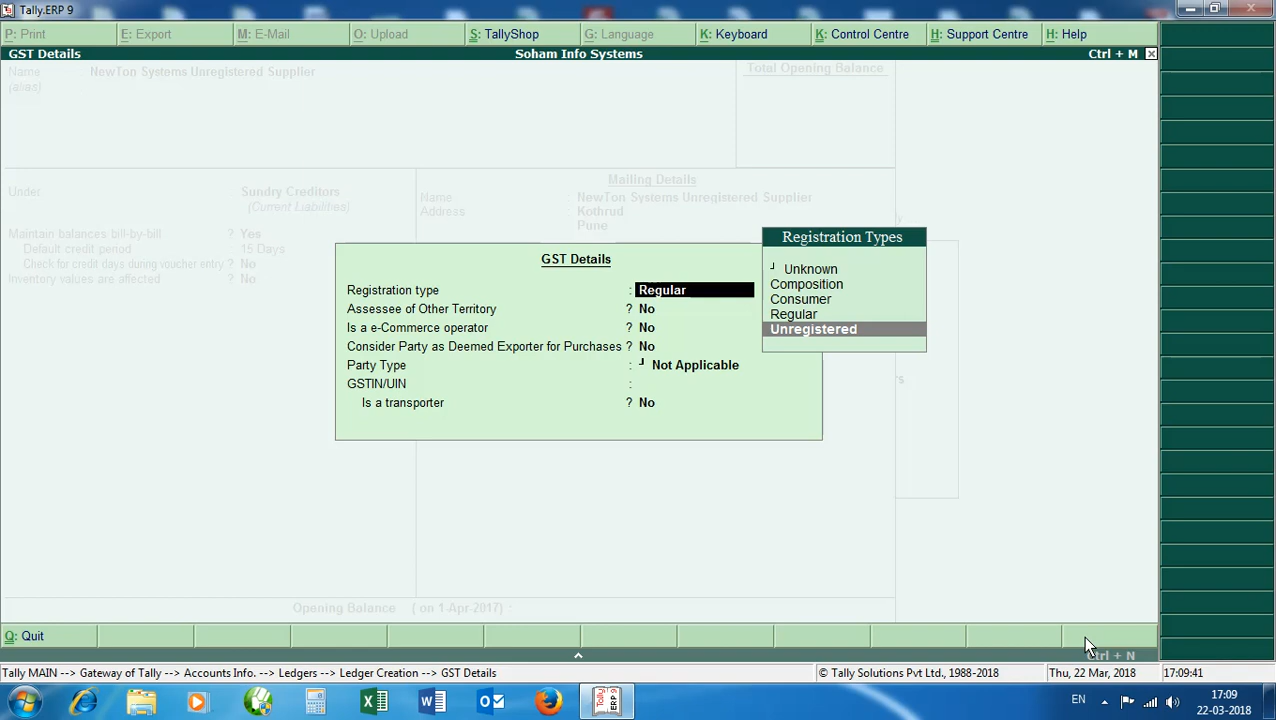 Tally.ERP 9
P: Print
E: Export
M: E-Mail
O: Upload
S: TallyShop
G: Language
K: Keyboard
K: Control Centre
H: Support Centre
H: Help
GST Details
Soham Info Systems
Ctrl + M
Name NewTon Systems Unregistered Supplier
(alias)
Total Opening Balance
Under Sundry Creditors
(Current Liabilities)
Maintain balances bill-by-bill ? Yes
Default credit period : 15 Days
Check for credit days during voucher entry ? No
Inventory values are affected ? No
Mailing Details
Name : NewTon Systems Unregistered Supplier
Address : Kothrud
Pune
GST Details
Registration type : Regular
Assessee of Other Territory ? No
Is a e-Commerce operator ? No
Consider Party as Deemed Exporter for Purchases ? No
Party Type : ┘ Not Applicable
GSTIN/UIN :
Is a transporter ? No
Registration Types
┘ Unknown
Composition
Consumer
Regular
Unregistered
Opening Balance ( on 1-Apr-2017) :
Q: Quit
Ctrl + N
Tally MAIN --> Gateway of Tally --> Accounts Info. --> Ledgers --> Ledger Creation --> GST Details
© Tally Solutions Pvt Ltd., 1988-2018
Thu, 22 Mar, 2018
17:09:41
EN
17:09
22-03-2018